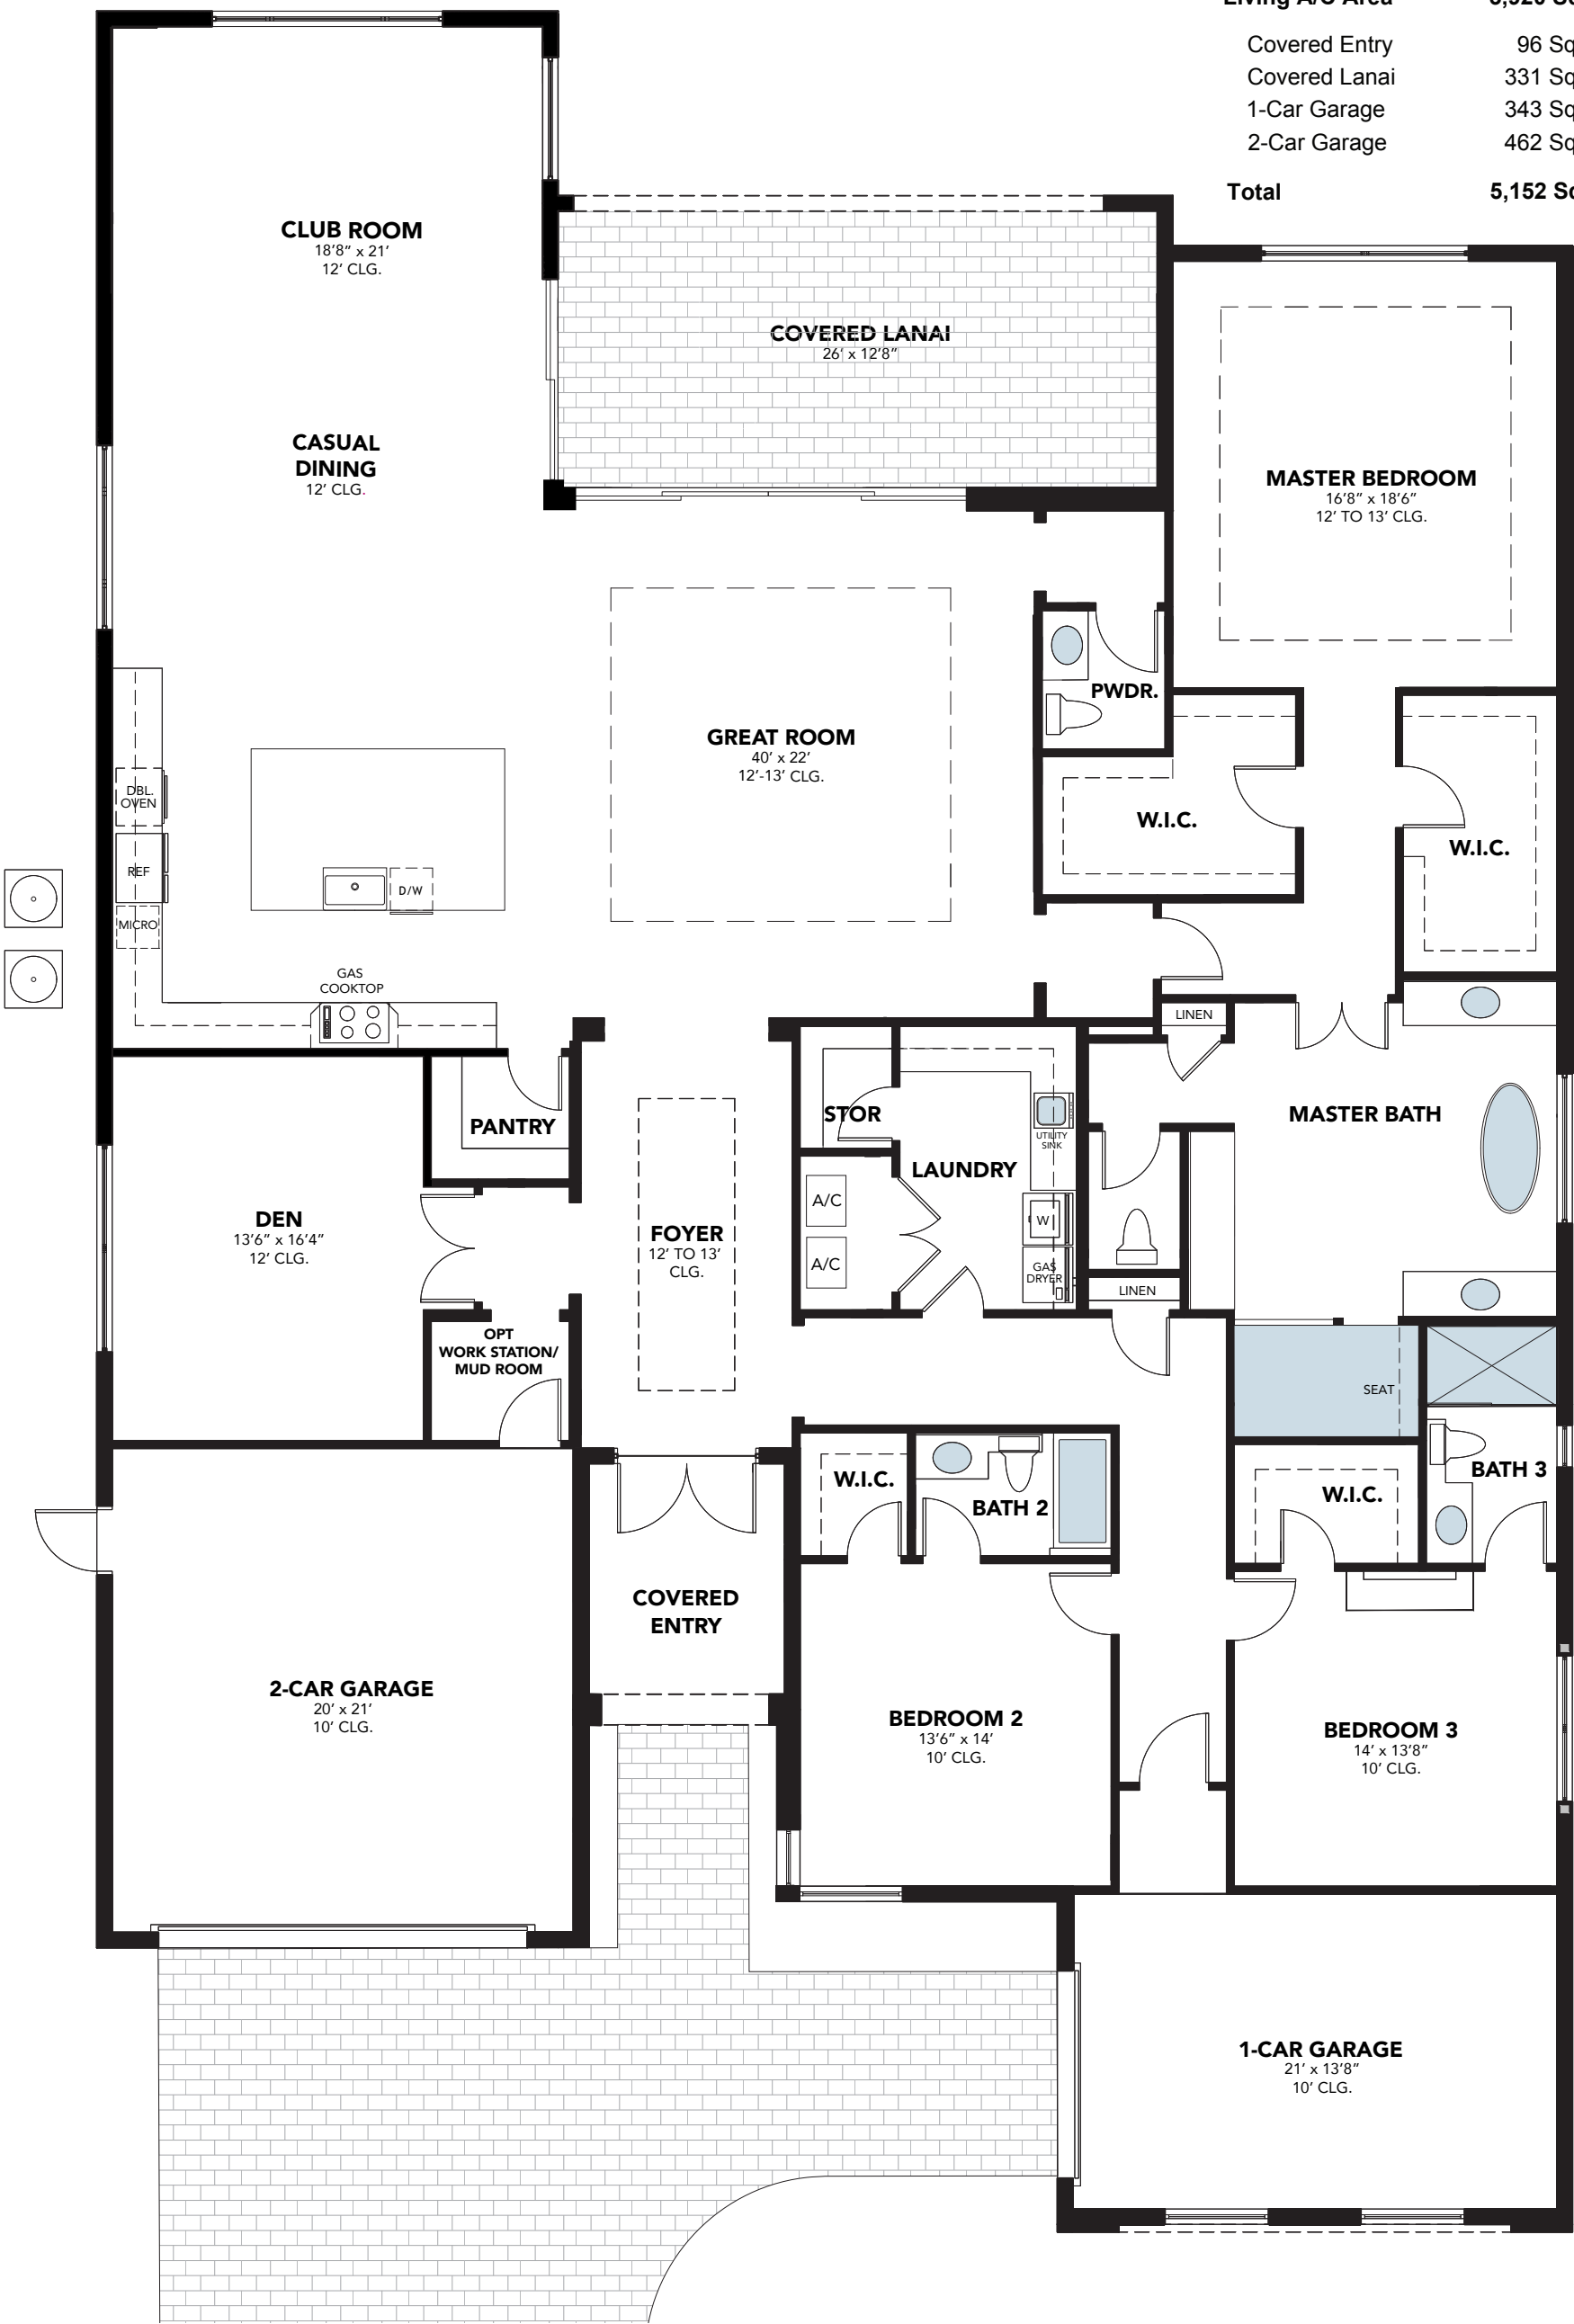 Covered Entry 96 Sq
Covered Lanai 331 Sq
1-Car Garage 343 Sq
2-Car Garage 462 Sq
Total 5,152
CLUB ROOM
18'8" x 21'
12' CLG.
COVERED LANAI
26' x 12'8"
CASUAL
DINING
12' CLG.
MASTER BEDROOM
16'8" x 18'6"
12' TO 13' CLG.
PWDR.
GREAT ROOM
40' x 22'
12'-13' CLG.
DBL.
OVEN
REF
MICRO
D/W
GAS
COOKTOP
W.I.C.
W.I.C.
LINEN
PANTRY
STOR
UTILITY
SINK
LAUNDRY
MASTER BATH
A/C
A/C
W
GAS
DRYER
LINEN
DEN
13'6" x 16'4"
12' CLG.
FOYER
12' TO 13'
CLG.
OPT
WORK STATION/
MUD ROOM
SEAT
W.I.C.
BATH 2
W.I.C.
BATH 3
COVERED
ENTRY
2-CAR GARAGE
20' x 21'
10' CLG.
BEDROOM 2
13'6" x 14'
10' CLG.
BEDROOM 3
14' x 13'8"
10' CLG.
1-CAR GARAGE
21' x 13'8"
10' CLG.